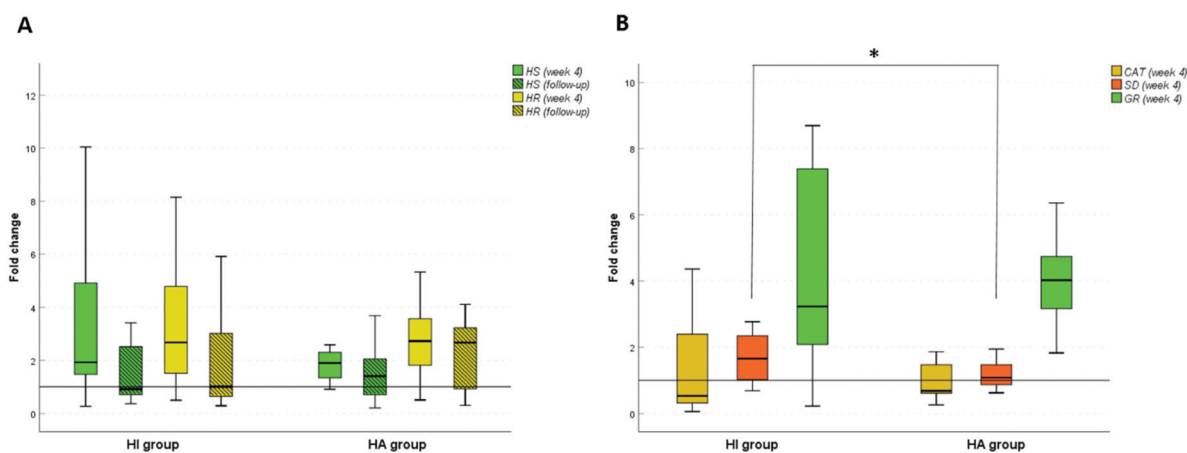 A
HS (week 4)
HS (follow-up)
HR (week 4)
HR (follow-up)
Fold change
12
10
8
6
4
2
0
HI group
HA group
B
*
CAT (week 4)
SD (week 4)
GR (week 4)
Fold change
10
8
6
4
2
0
HI group
HA group